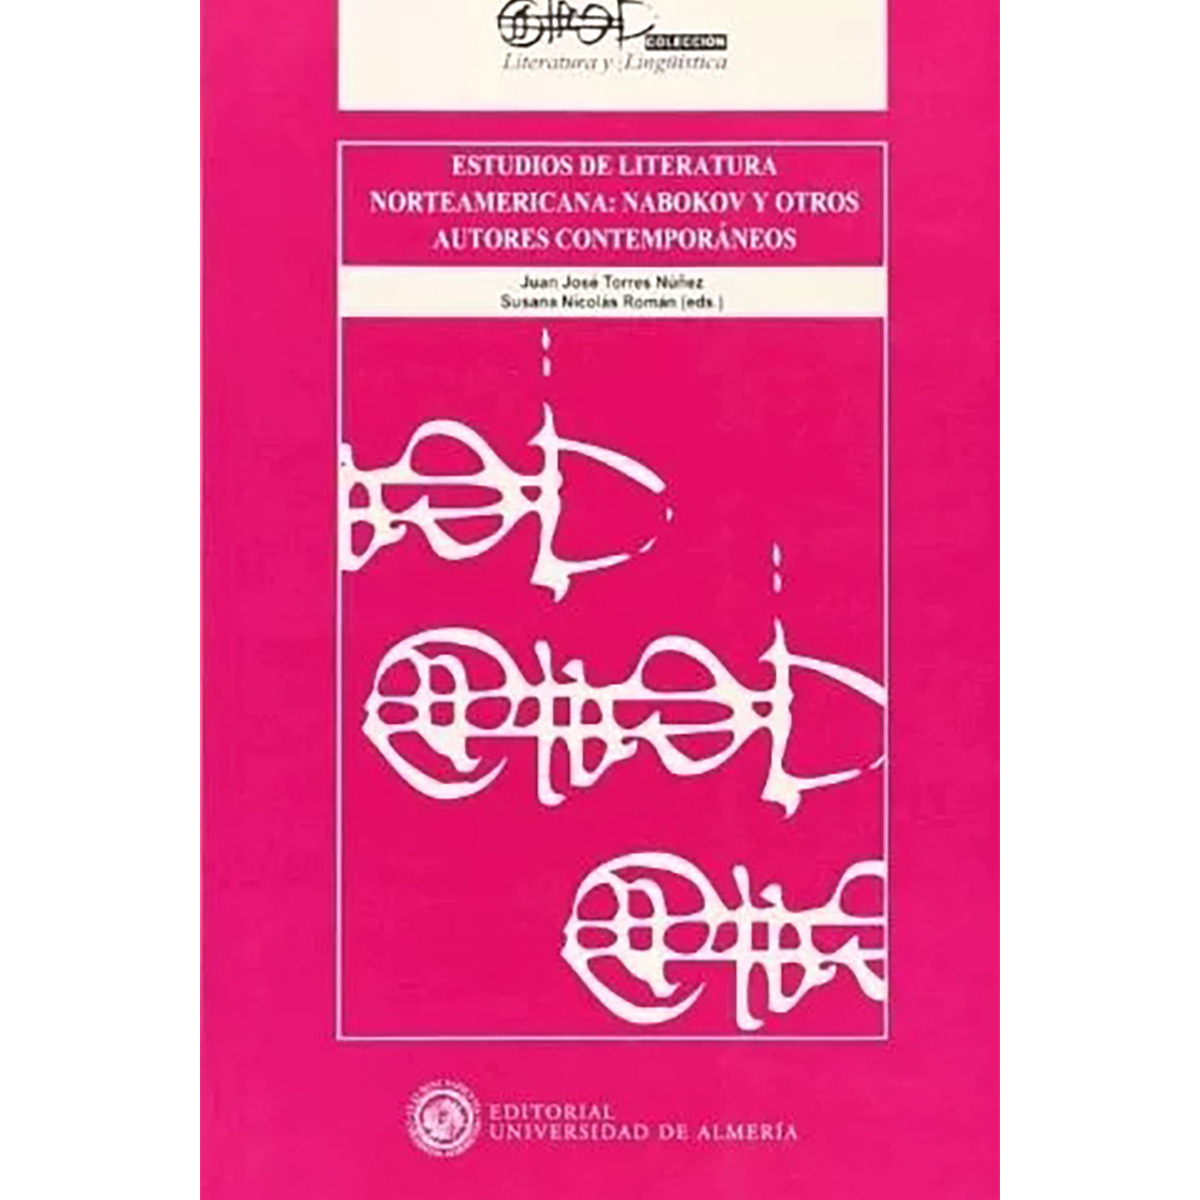 COLECCIÓN
Literatura y Lingüística
ESTUDIOS DE LITERATURA
NORTEAMERICANA: NABOKOV Y OTROS
AUTORES CONTEMPORÁNEOS
Juan José Torres Núñez
Susana Nicolás Román (eds.)
EDITORIAL
UNIVERSIDAD DE ALMERÍA